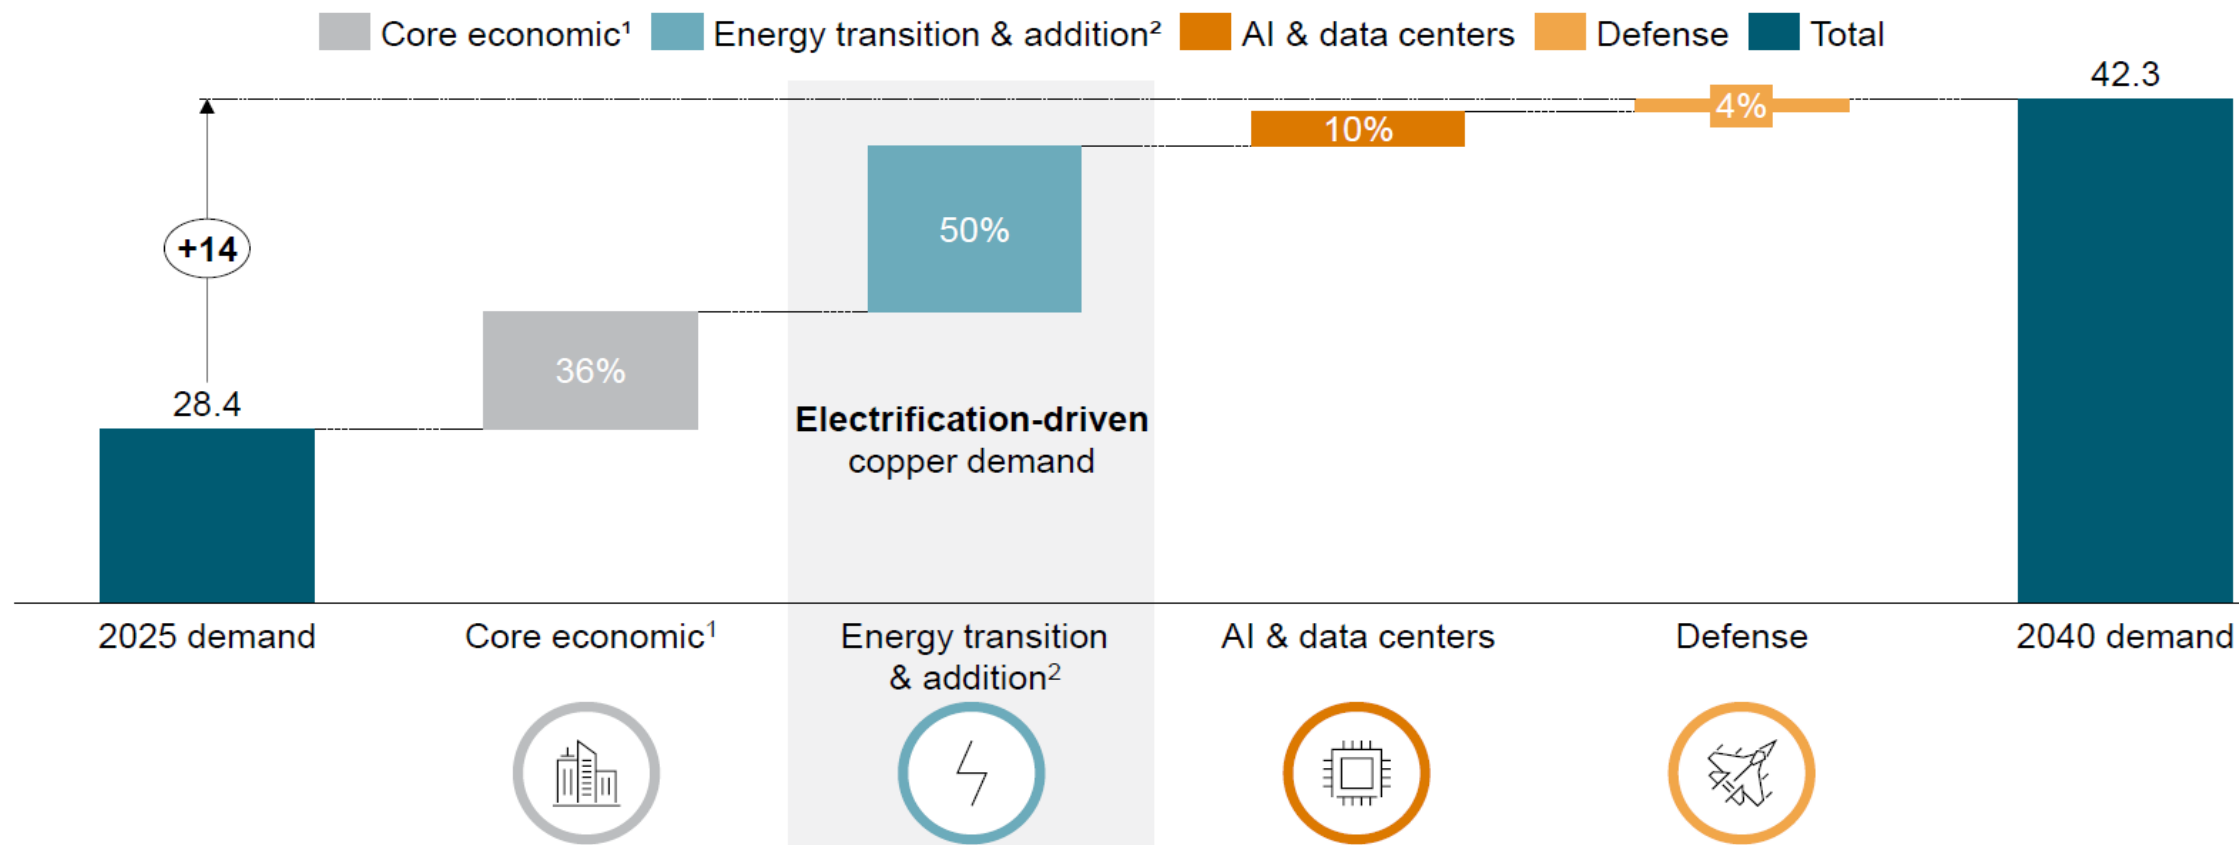 Core economic¹ Energy transition & addition² AI & data centers Defense Total
42.3
4%
10%
50%
+14
36%
28.4
Electrification-driven
copper demand
2025 demand Core economic¹ Energy transition AI & data centers Defense 2040 demand
& addition²